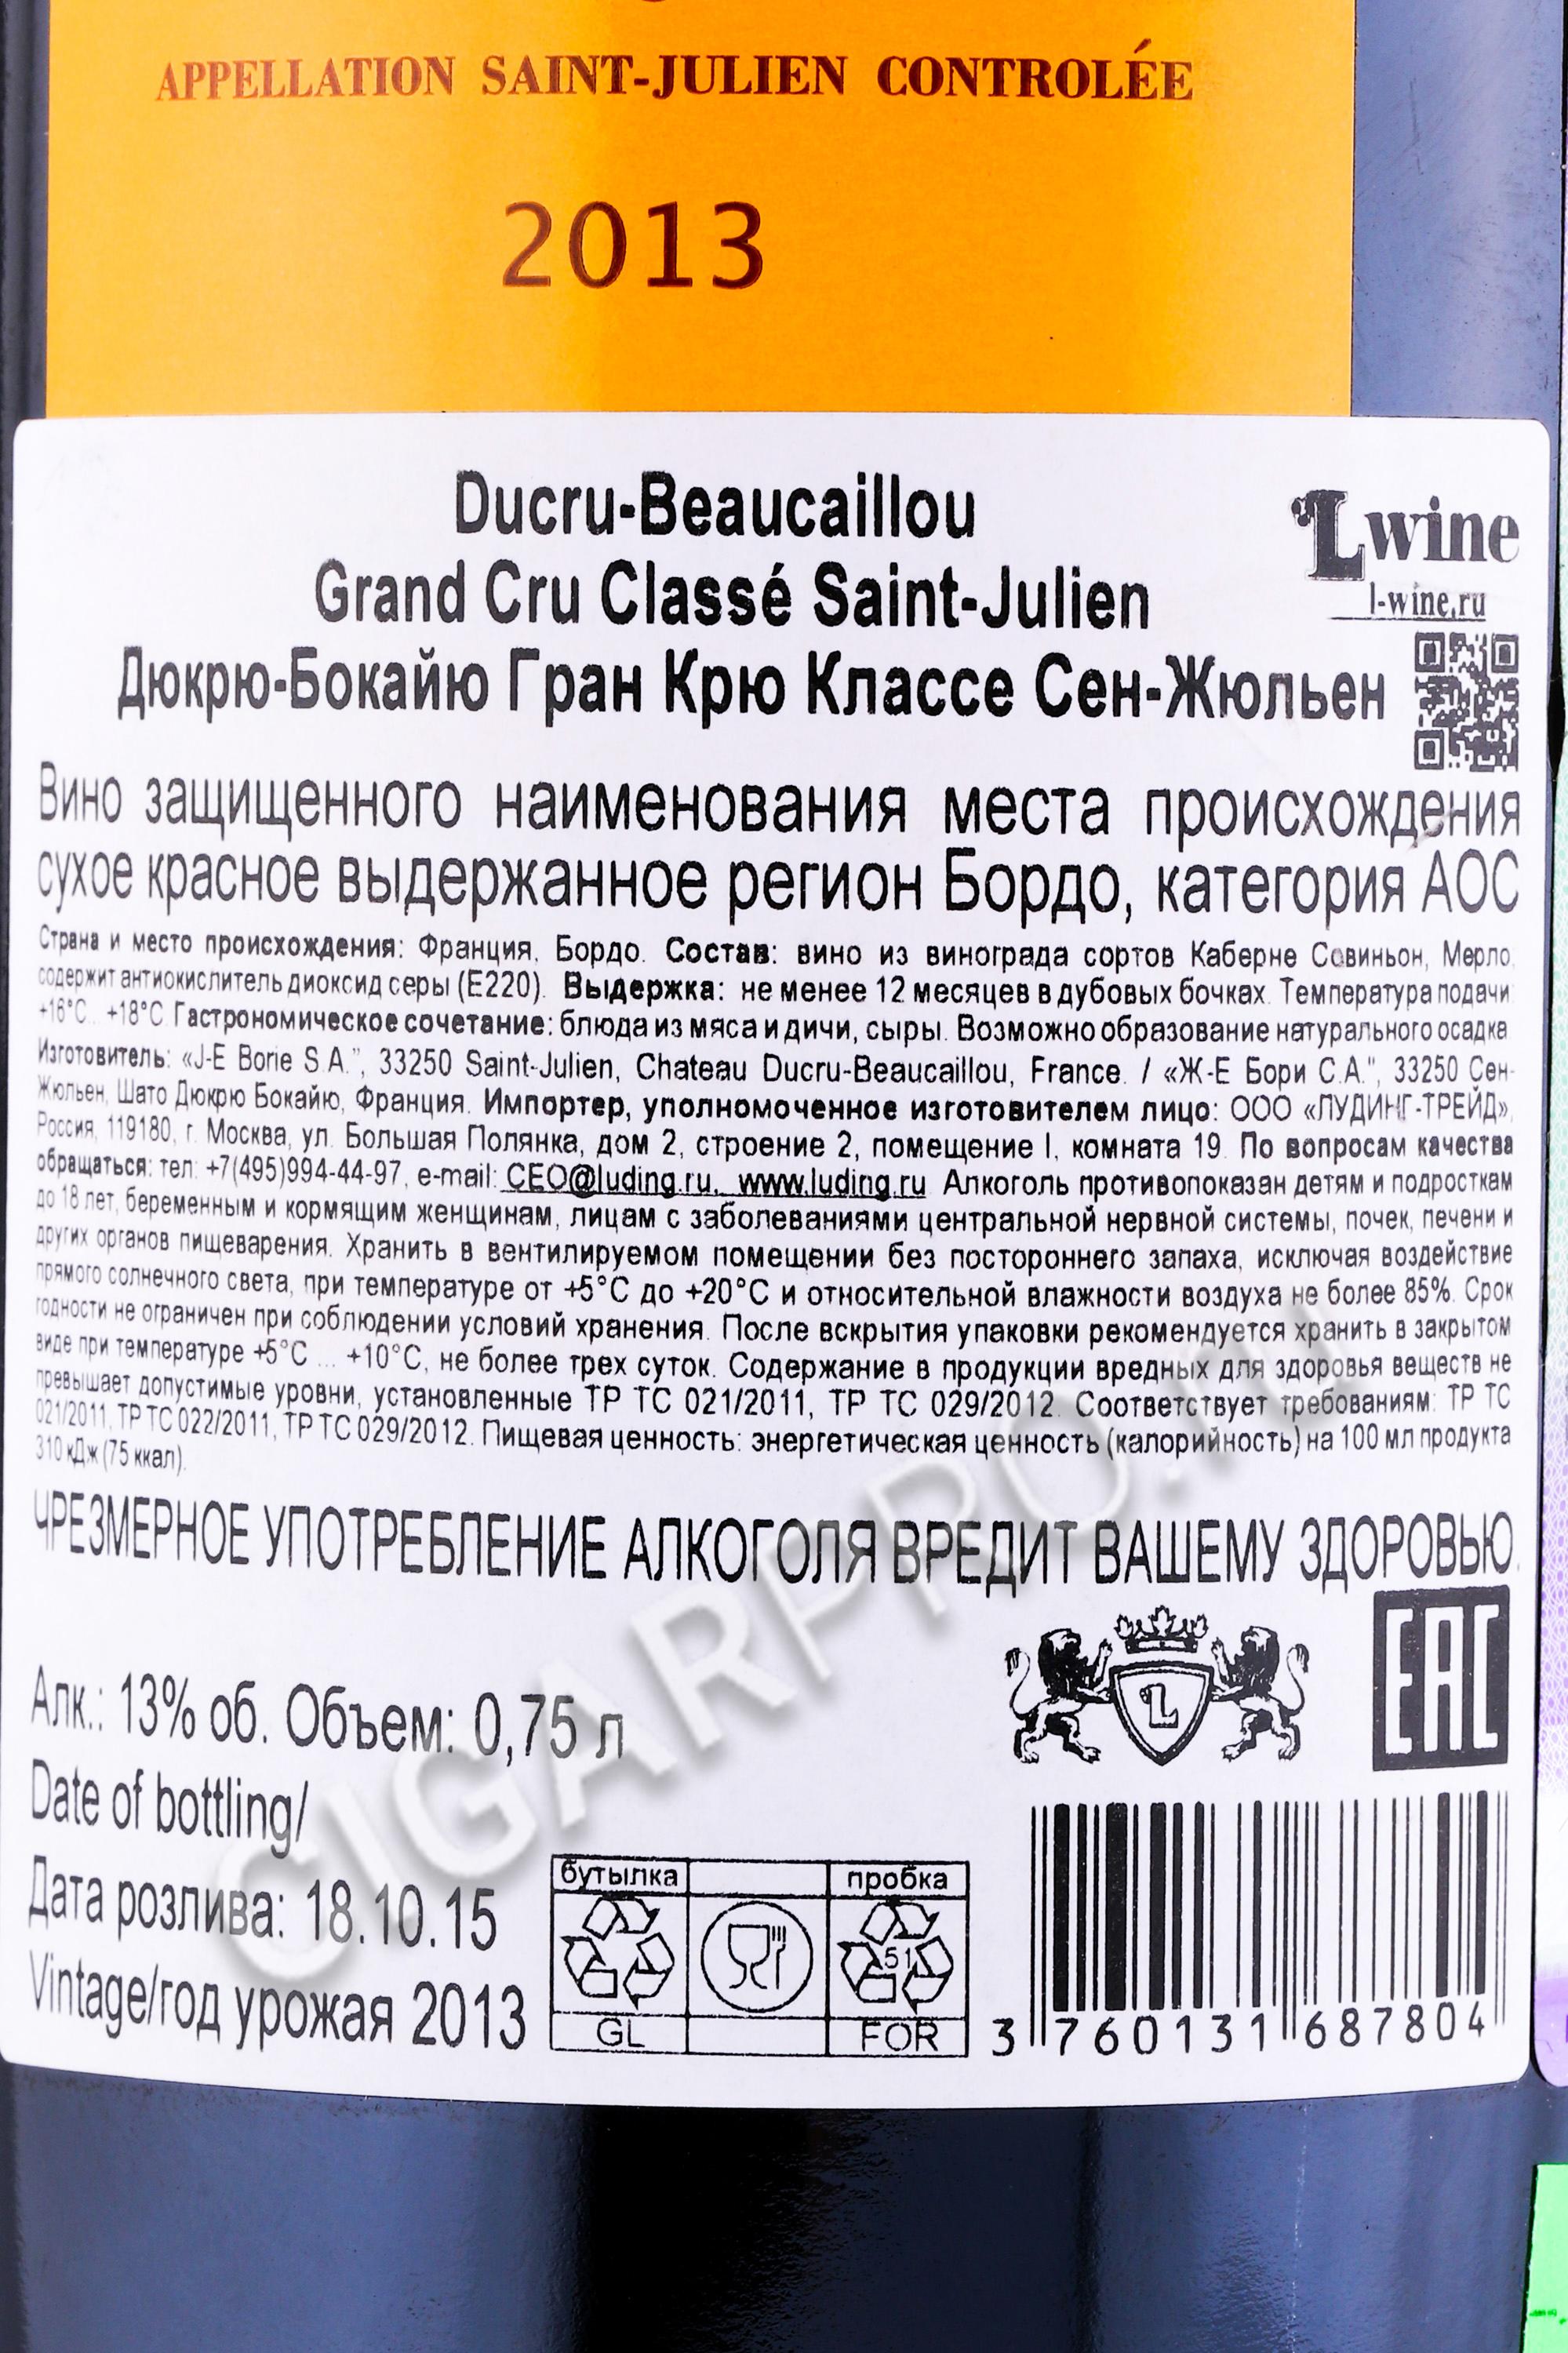 APPELLATION SAINT-JULIEN CONTROLÉE
2013
Ducru-Beaucaillou
Grand Cru Classé Saint-Julien
Дюкрю-Бокайю Гран Крю Классе Сен-Жюльен
Lwine
l-wine.ru
Вино защищенного наименования места происхождения
сухое красное выдержанное регион Бордо, категория АОС
Страна и место происхождения: Франция, Бордо. Состав: вино из винограда сортов Каберне Совиньон, Мерло,
содержит антиокислитель диоксид серы (Е220). Выдержка: не менее 12 месяцев в дубовых бочках. Температура подачи
+16°С...+18°С Гастрономическое сочетание: блюда из мяса и дичи, сыры. Возможно образование натурального осадка
Изготовитель: «J-E Borie S.A.", 33250 Saint-Julien, Chateau Ducru-Beaucaillou, France. / «Ж-Е Бори С.А.", 33250 Сен-
Жюльен, Шато Дюкрю Бокайю, Франция. Импортер, уполномоченное изготовителем лицо: ООО «ЛУДИНГ-ТРЕЙД»,
Россия, 119180, г. Москва, ул. Большая Полянка, дом 2, строение 2, помещение I, комната 19. По вопросам качества
обращаться: тел: +7(495)994-44-97, e-mail: CEO@luding.ru, www.luding.ru Алкоголь противопоказан детям и подросткам
до 18 лет, беременным и кормящим женщинам, лицам с заболеваниями центральной нервной системы, почек, печени и
других органов пищеварения. Хранить в вентилируемом помещении без постороннего запаха, исключая воздействие
прямого солнечного света, при температуре от +5°С до +20°С и относительной влажности воздуха не более 85%. Срок
годности не ограничен при соблюдении условий хранения. После вскрытия упаковки рекомендуется хранить в закрытом
виде при температуре +5°С ... +10°С, не более трех суток. Содержание в продукции вредных для здоровья веществ не
превышает допустимые уровни, установленные ТР ТС 021/2011, ТР ТС 029/2012. Соответствует требованиям: ТР ТС
021/2011, ТР ТС 022/2011, ТР ТС 029/2012. Пищевая ценность: энергетическая ценность (калорийность) на 100 мл продукта
310 кДж (75 ккал).
ЧРЕЗМЕРНОЕ УПОТРЕБЛЕНИЕ АЛКОГОЛЯ ВРЕДИТ ВАШЕМУ ЗДОРОВЬЮ.
Алк.: 13% об. Объем: 0,75 л
Date of bottling/
Дата розлива: 18.10.15
Vintage/год урожая 2013
бутылка пробка
51
GL FOR
L
EAC
3 760131 687804
CIGARPRO.ru